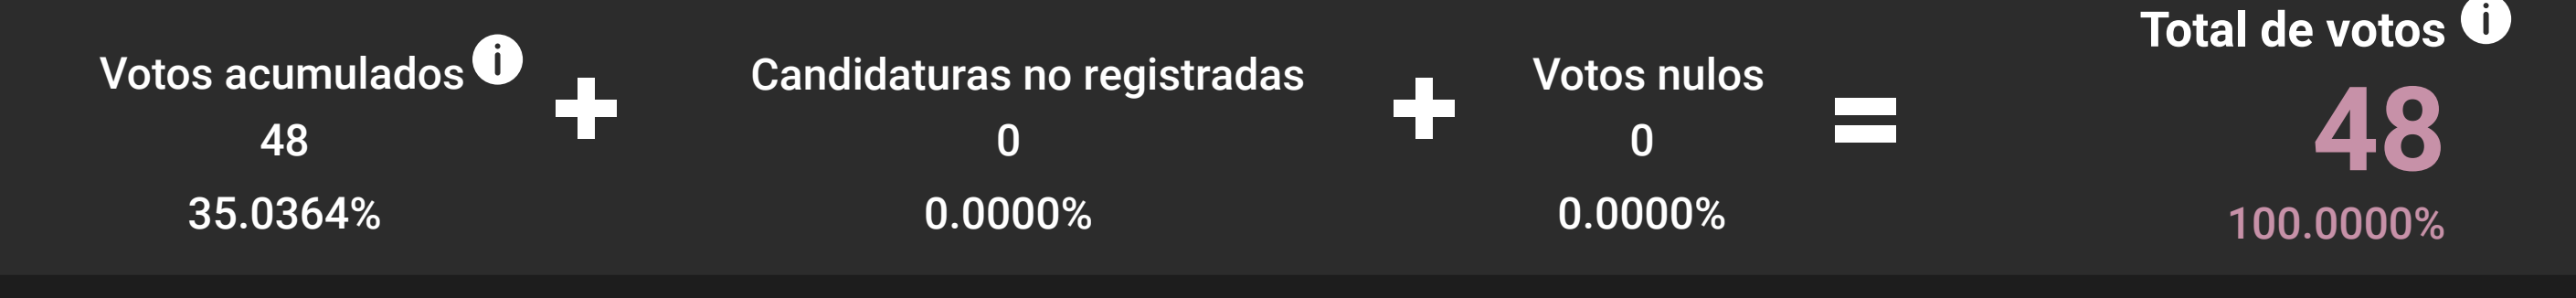 Votos acumulados
48
35.0364%
+
Candidaturas no registradas
0
0.0000%
+
Votos nulos
0
0.0000%
=
Total de votos
48
100.0000%